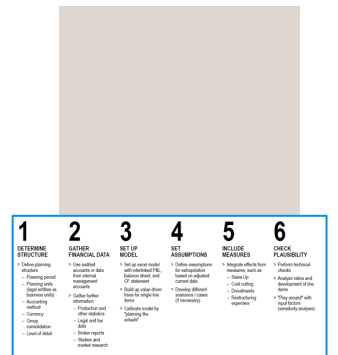 1
DETERMINE
STRUCTURE
> Define planning
structure
– Planning period
– Planning units
(legal entities vs.
business units)
– Accounting
method
– Currency
– Group
consolidation
– Level of detail
2
GATHER
FINANCIAL DATA
> Use audited
accounts or data
from internal
management
accounts
> Gather further
information
– Production and
other statistics
– Legal and tax
data
– Broker reports
– Studies and
market research
3
SET UP
MODEL
> Set up excel model
with interlinked P&L,
balance sheet, and
CF statement
> Build up value driver
trees for single line
items
> Calibrate model by
"planning the
actuals"
4
SET
ASSUMPTIONS
> Define assumptions
for extrapolation
based on adjusted
current data
> Develop different
scenarios / cases
(if necessary)
5
INCLUDE
MEASURES
> Integrate effects from
measures, such as
– Sales-Up
– Cost cutting
– Divestments
– Restructuring
expenses
6
CHECK
PLAUSIBILITY
> Perform technical
checks
> Analyze ratios and
development of line
items
> "Play around" with
input factors
(sensitivity analysis)